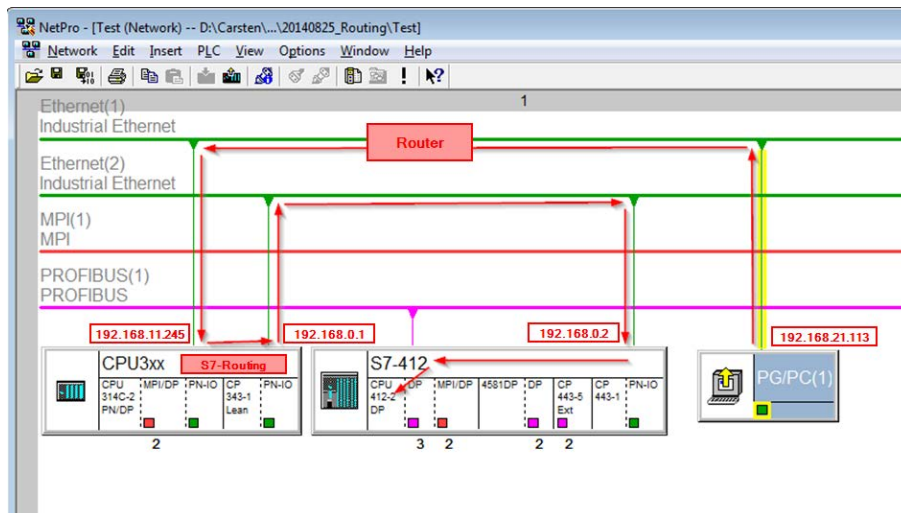 NetPro - [Test (Network) -- D:\Carsten\...\20140825_Routing\Test]
Network Edit Insert PLC View Options Window Help
1
Ethernet(1)
Industrial Ethernet
Router
Ethernet(2)
Industrial Ethernet
MPI(1)
MPI
PROFIBUS(1)
PROFIBUS
192.168.11.245 192.168.0.1 192.168.0.2 192.168.21.113
CPU3xx S7-Routing
CPU 314C-2 PN/DP
MPI/DP
PN-IO
CP 343-1 Lean
PN-IO
2
S7-412
CPU 412-2 DP
DP
MPI/DP
4581DP
DP
CP 443-5 Ext
CP 443-1
PN-IO
3 2 2 2
PG/PC(1)